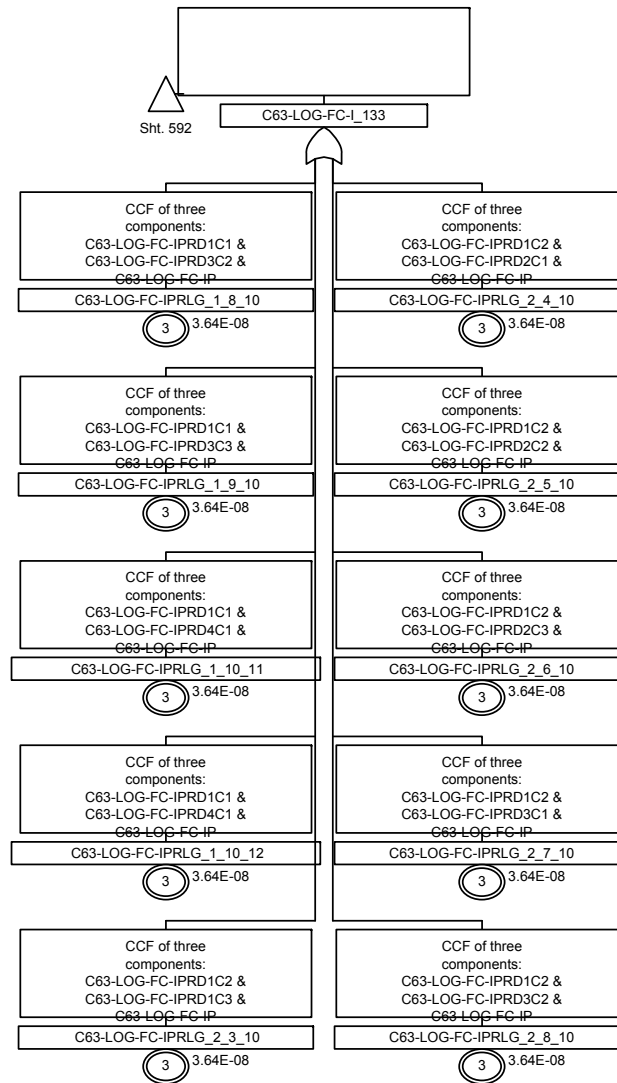 Sht. 592
C63-LOG-FC-I_133
CCF of three
components:
C63-LOG-FC-IPRD1C1 &
C63-LOG-FC-IPRD3C2 &
C63-LOG-FC-IP
C63-LOG-FC-IPRLG_1_8_10
3
3.64E-08
CCF of three
components:
C63-LOG-FC-IPRD1C2 &
C63-LOG-FC-IPRD2C1 &
C63-LOG-FC-IP
C63-LOG-FC-IPRLG_2_4_10
3
3.64E-08
CCF of three
components:
C63-LOG-FC-IPRD1C1 &
C63-LOG-FC-IPRD3C3 &
C63-LOG-FC-IP
C63-LOG-FC-IPRLG_1_9_10
3
3.64E-08
CCF of three
components:
C63-LOG-FC-IPRD1C2 &
C63-LOG-FC-IPRD2C2 &
C63-LOG-FC-IP
C63-LOG-FC-IPRLG_2_5_10
3
3.64E-08
CCF of three
components:
C63-LOG-FC-IPRD1C1 &
C63-LOG-FC-IPRD4C1 &
C63-LOG-FC-IP
C63-LOG-FC-IPRLG_1_10_11
3
3.64E-08
CCF of three
components:
C63-LOG-FC-IPRD1C2 &
C63-LOG-FC-IPRD2C3 &
C63-LOG-FC-IP
C63-LOG-FC-IPRLG_2_6_10
3
3.64E-08
CCF of three
components:
C63-LOG-FC-IPRD1C1 &
C63-LOG-FC-IPRD4C1 &
C63-LOG-FC-IP
C63-LOG-FC-IPRLG_1_10_12
3
3.64E-08
CCF of three
components:
C63-LOG-FC-IPRD1C2 &
C63-LOG-FC-IPRD3C1 &
C63-LOG-FC-IP
C63-LOG-FC-IPRLG_2_7_10
3
3.64E-08
CCF of three
components:
C63-LOG-FC-IPRD1C2 &
C63-LOG-FC-IPRD1C3 &
C63-LOG-FC-IP
C63-LOG-FC-IPRLG_2_3_10
3
3.64E-08
CCF of three
components:
C63-LOG-FC-IPRD1C2 &
C63-LOG-FC-IPRD3C2 &
C63-LOG-FC-IP
C63-LOG-FC-IPRLG_2_8_10
3
3.64E-08